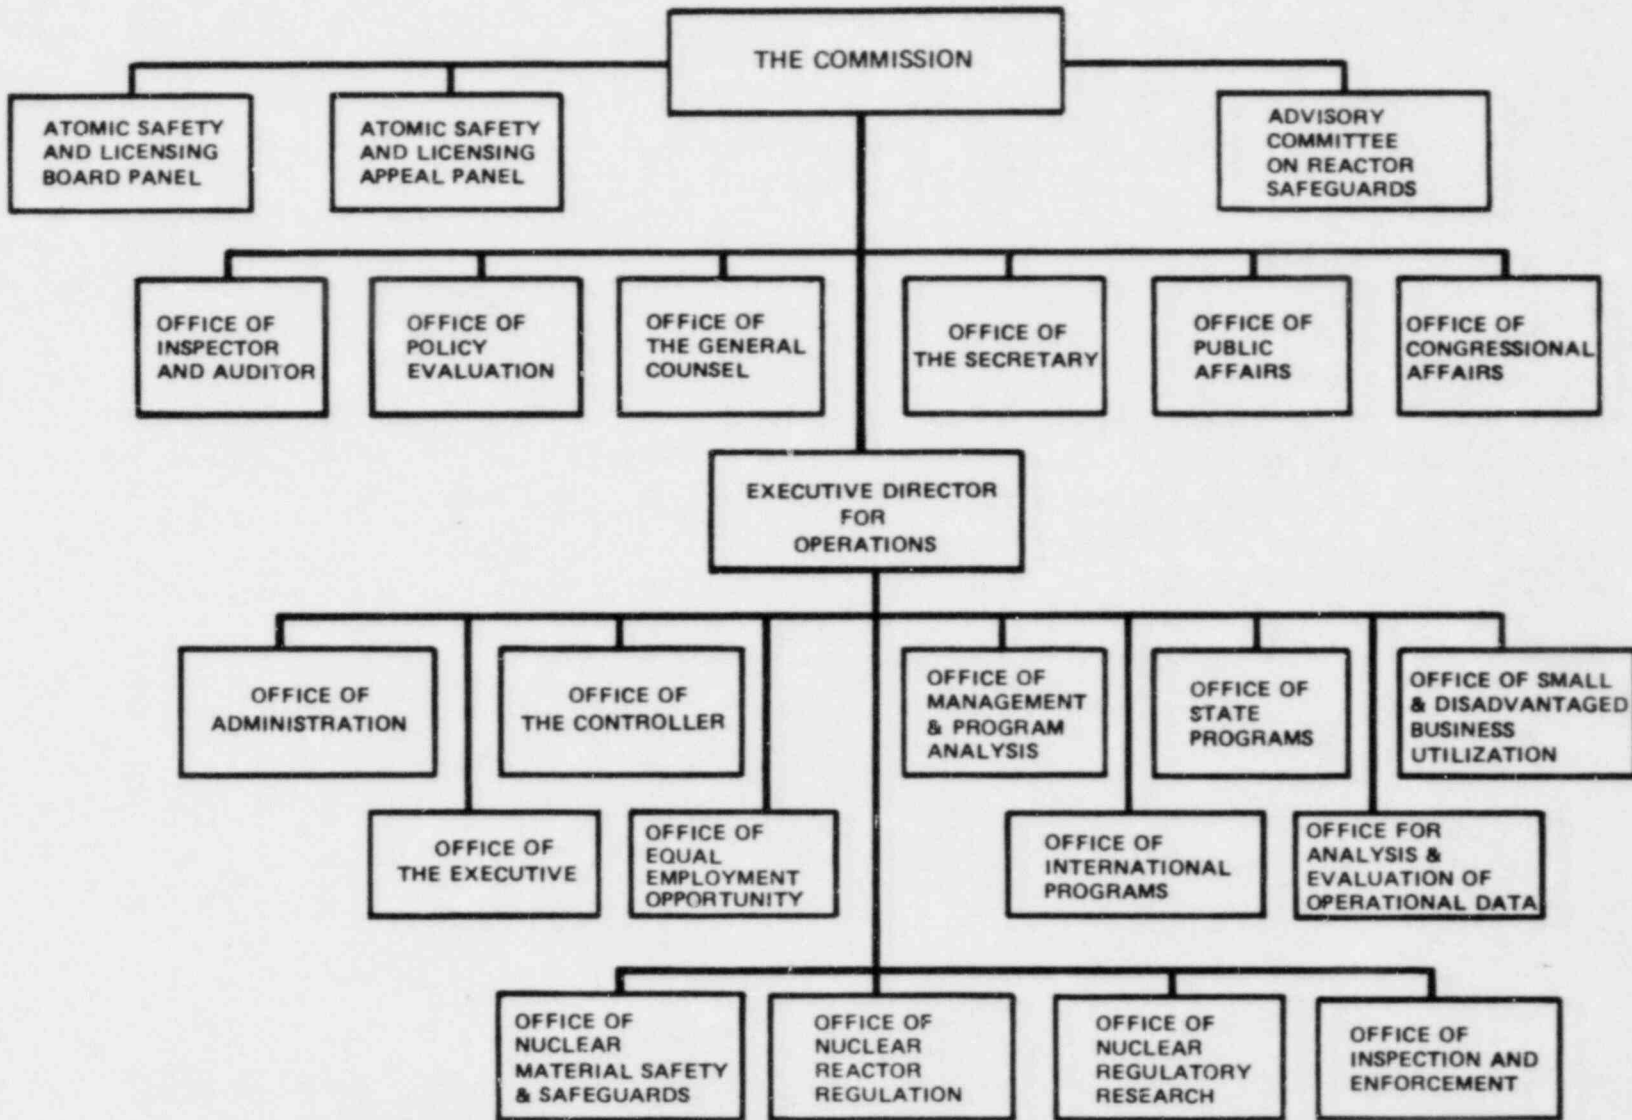 THE COMMISSION
ATOMIC SAFETY
AND LICENSING
BOARD PANEL
ATOMIC SAFETY
AND LICENSING
APPEAL PANEL
ADVISORY
COMMITTEE
ON REACTOR
SAFEGUARDS
OFFICE OF
INSPECTOR
AND AUDITOR
OFFICE OF
POLICY
EVALUATION
OFFICE OF
THE GENERAL
COUNSEL
OFFICE OF
THE SECRETARY
OFFICE OF
PUBLIC
AFFAIRS
OFFICE OF
CONGRESSIONAL
AFFAIRS
EXECUTIVE DIRECTOR
FOR
OPERATIONS
OFFICE OF
ADMINISTRATION
OFFICE OF
THE CONTROLLER
OFFICE OF
MANAGEMENT
& PROGRAM
ANALYSIS
OFFICE OF
STATE
PROGRAMS
OFFICE OF SMALL
& DISADVANTAGED
BUSINESS
UTILIZATION
OFFICE OF
THE EXECUTIVE
OFFICE OF
EQUAL
EMPLOYMENT
OPPORTUNITY
OFFICE OF
INTERNATIONAL
PROGRAMS
OFFICE FOR
ANALYSIS &
EVALUATION OF
OPERATIONAL DATA
OFFICE OF
NUCLEAR
MATERIAL SAFETY
& SAFEGUARDS
OFFICE OF
NUCLEAR
REACTOR
REGULATION
OFFICE OF
NUCLEAR
REGULATORY
RESEARCH
OFFICE OF
INSPECTION AND
ENFORCEMENT